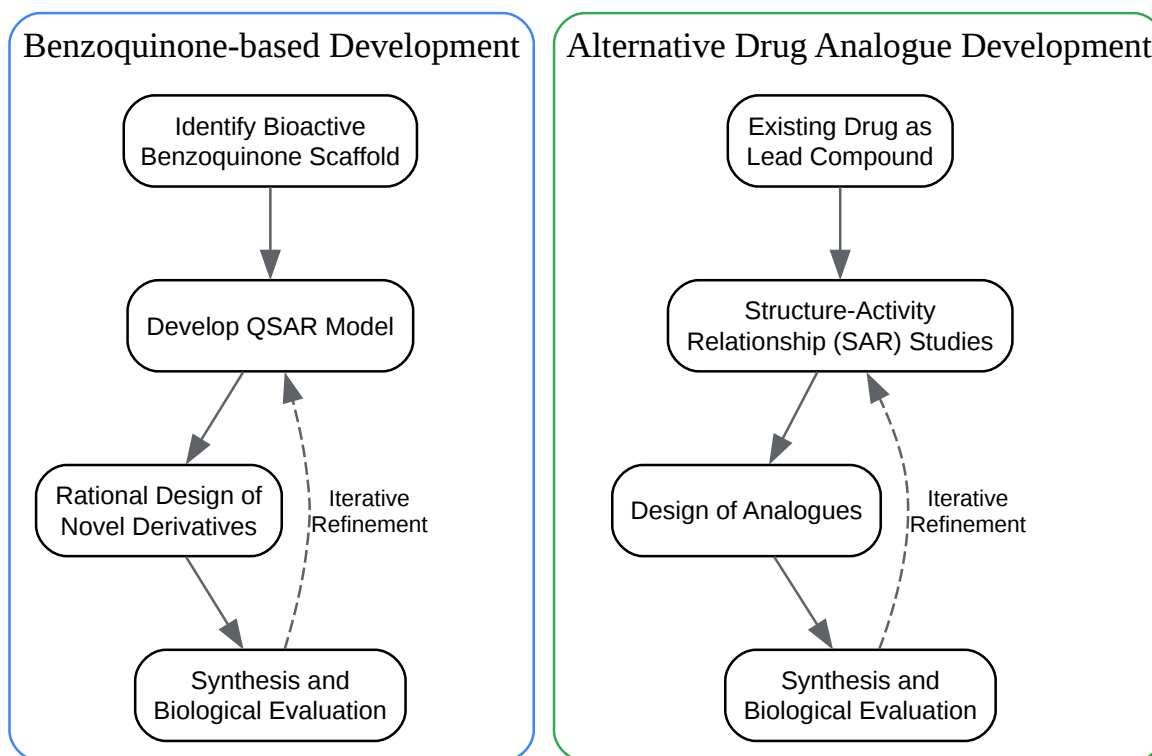 Benzoquinone-based Development
Identify Bioactive
Benzoquinone Scaffold
Develop QSAR Model
Rational Design of
Novel Derivatives
Iterative
Refinement
Synthesis and
Biological Evaluation
Alternative Drug Analogue Development
Existing Drug as
Lead Compound
Structure-Activity
Relationship (SAR) Studies
Design of Analogues
Iterative
Refinement
Synthesis and
Biological Evaluation